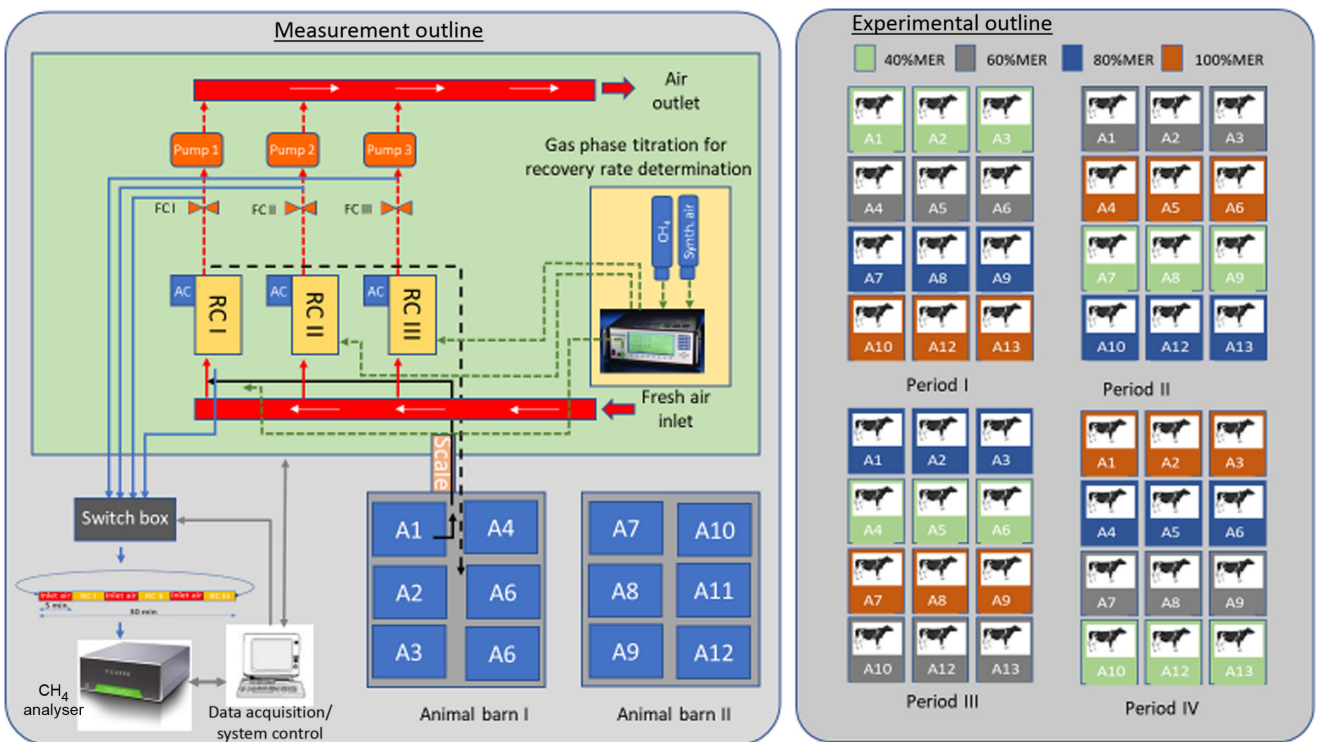 Measurement outline
Air
outlet
Pump 1
Pump 2
Pump 3
Gas phase titration for
recovery rate determination
FC I
FC II
FC III
CH₄
Synth. air
AC
RC I
AC
RC II
AC
RC III
Fresh air
inlet
Scale
Switch box
Inlet air
RC I
Inlet air
RC II
Inlet air
RC III
5 min
30 min
CH₄
analyser
Data acquisition/
system control
A1
A4
A2
A6
A3
A6
Animal barn I
A7
A10
A8
A11
A9
A12
Animal barn II
Experimental outline
40%MER
60%MER
80%MER
100%MER
A1 A2 A3
A4 A5 A6
A7 A8 A9
A10 A12 A13
Period I
A1 A2 A3
A4 A5 A6
A7 A8 A9
A10 A12 A13
Period II
A1 A2 A3
A4 A5 A6
A7 A8 A9
A10 A12 A13
Period III
A1 A2 A3
A4 A5 A6
A7 A8 A9
A10 A12 A13
Period IV